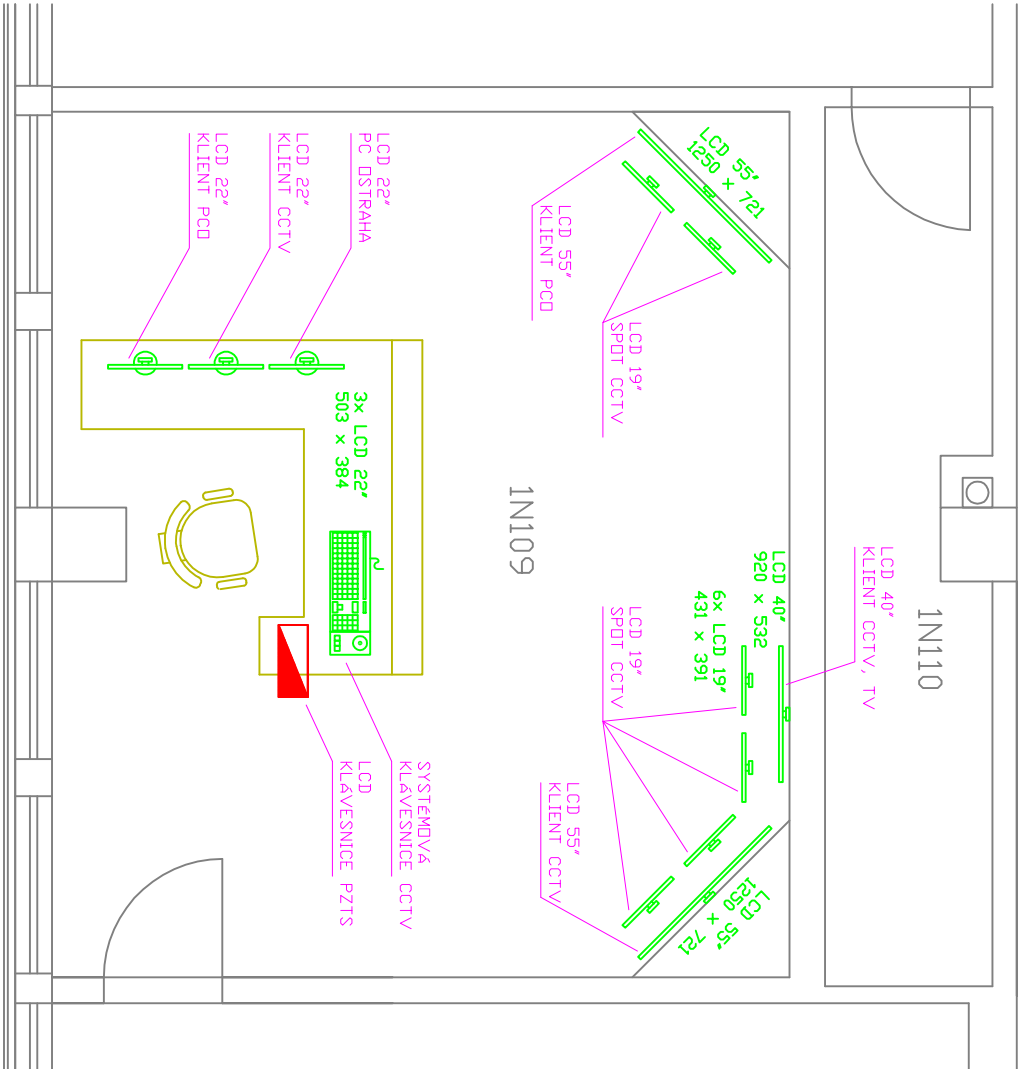 1N110
LCD 40"
KLIENT CCTV, TV
LCD 55"
1250 x 721
LCD 40"
920 x 532
LCD 55"
1250 x 721
6x LCD 19"
431 x 391
LCD 19"
SPOT CCTV
LCD 19"
SPOT CCTV
LCD 55"
KLIENT PCO
LCD 55"
KLIENT CCTV
1N109
SYSTÉMOVÁ
KLÁVESNICE CCTV
LCD 22"
PC OSTRAHA
3x LCD 22"
503 x 384
LCD
KLÁVESNICE PZTS
LCD 22"
KLIENT CCTV
LCD 22"
KLIENT PCO